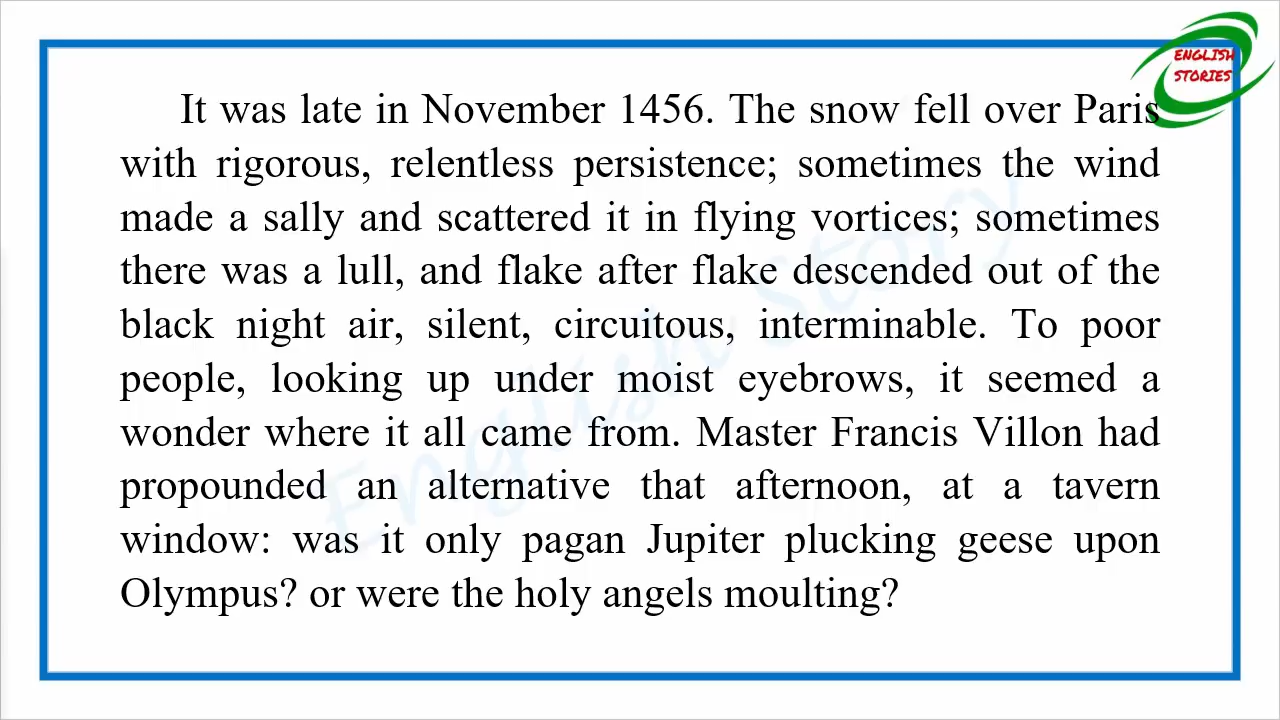 ENGLISH
STORIES
It was late in November 1456. The snow fell over Paris
with rigorous, relentless persistence; sometimes the wind
made a sally and scattered it in flying vortices; sometimes
there was a lull, and flake after flake descended out of the
black night air, silent, circuitous, interminable. To poor
people, looking up under moist eyebrows, it seemed a
wonder where it all came from. Master Francis Villon had
propounded an alternative that afternoon, at a tavern
window: was it only pagan Jupiter plucking geese upon
Olympus? or were the holy angels moulting?
English Story